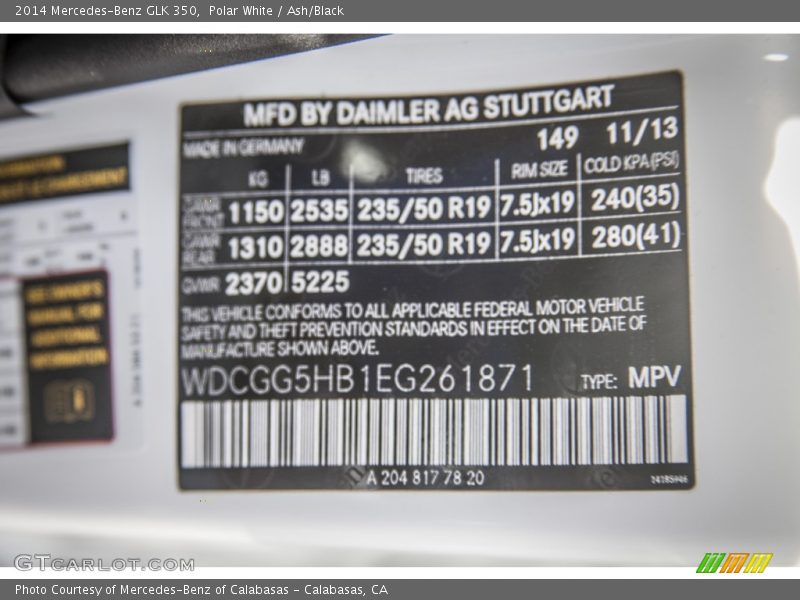 2014 Mercedes-Benz GLK 350, Polar White / Ash/Black
MFD BY DAIMLER AG STUTTGART
MADE IN GERMANY 149 11/13
KG LB TIRES RIM SIZE COLD KPA(PSI)
GAWR FRONT 1150 2535 235/50 R19 7.5Jx19 240(35)
GAWR REAR 1310 2888 235/50 R19 7.5Jx19 280(41)
GVWR 2370 5225
THIS VEHICLE CONFORMS TO ALL APPLICABLE FEDERAL MOTOR VEHICLE
SAFETY AND THEFT PREVENTION STANDARDS IN EFFECT ON THE DATE OF
MANUFACTURE SHOWN ABOVE.
WDCGG5HB1EG261871 TYPE: MPV
A 204 817 78 20
SEE OWNER'S
MANUAL FOR
ADDITIONAL
INFORMATION
GTCARLOT.COM
Photo Courtesy of Mercedes-Benz of Calabasas - Calabasas, CA